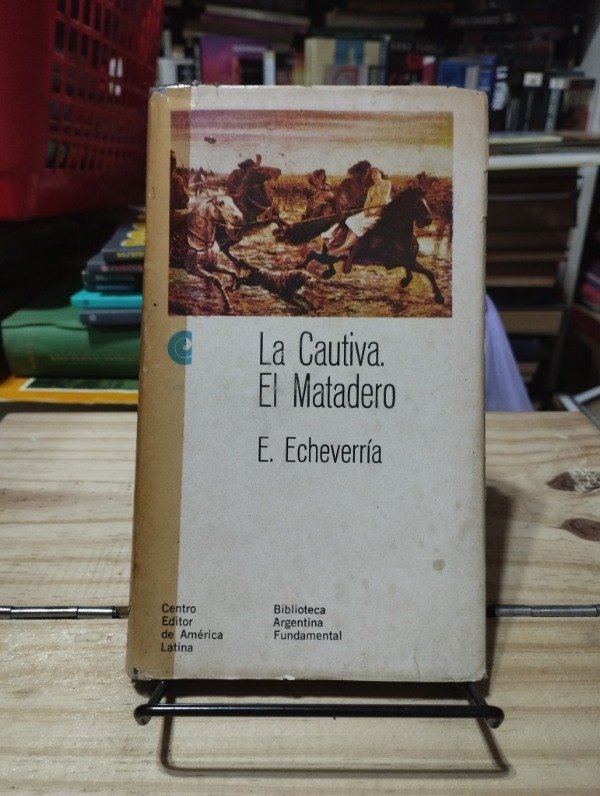 La Cautiva.
El Matadero
E. Echeverría
Centro
Editor
de América
Latina
Biblioteca
Argentina
Fundamental